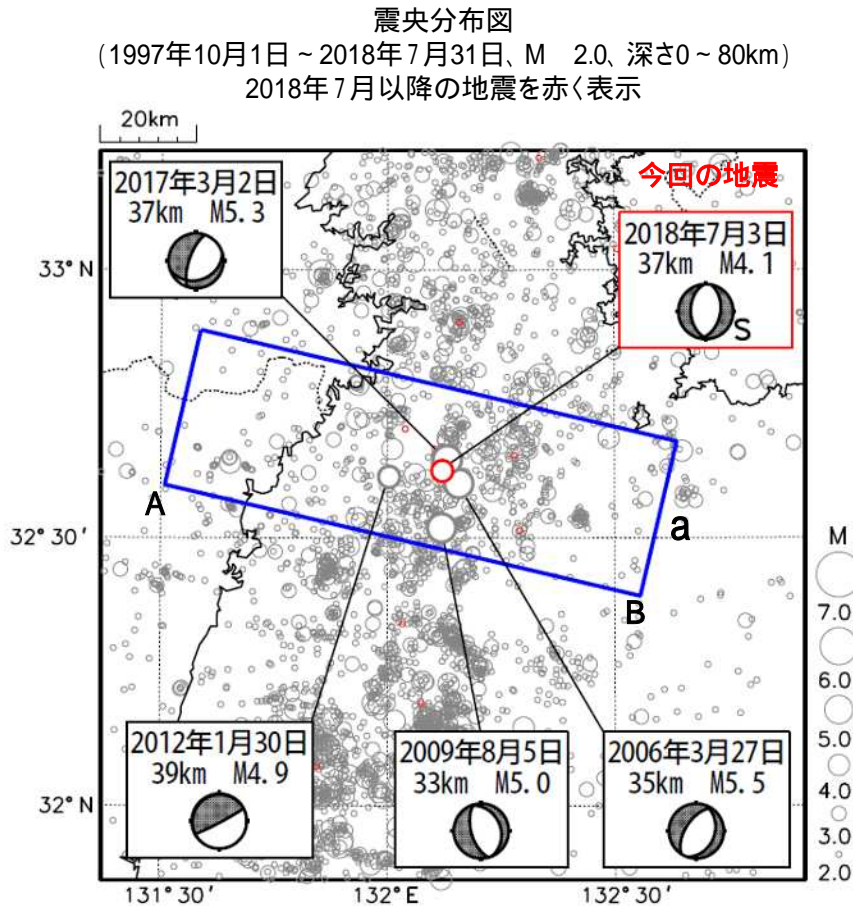 震央分布図
(1997年10月1日~2018年7月31日、M 2.0、深さ0~80km)
2018年7月以降の地震を赤く表示
20km
今回の地震
2017年3月2日
37km M5.3
2018年7月3日
37km M4.1
S
33°N
A
a
32°30′
B
M
7.0
6.0
5.0
4.0
3.0
2.0
2012年1月30日
39km M4.9
2009年8月5日
33km M5.0
2006年3月27日
35km M5.5
32°N
131°30′
132°E
132°30′